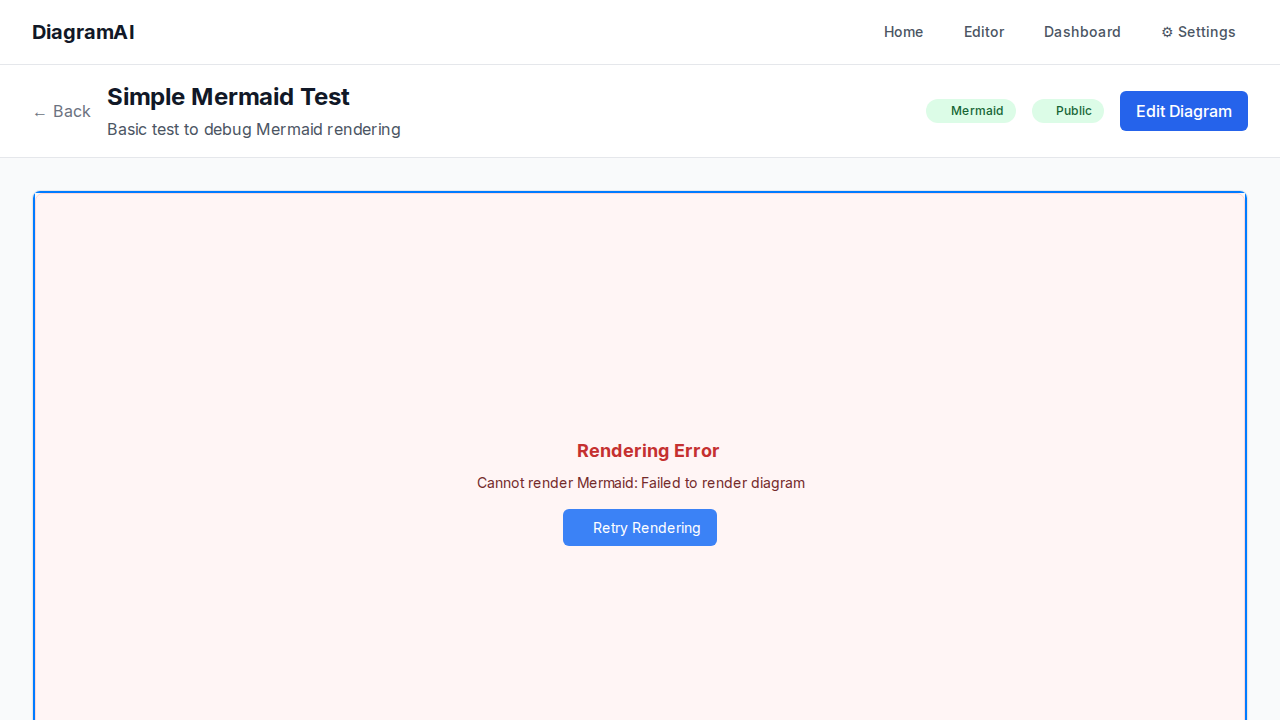 DiagramAI
Home
Editor
Dashboard
⚙ Settings
← Back
Simple Mermaid Test
Basic test to debug Mermaid rendering
Mermaid
Public
Edit Diagram
Rendering Error
Cannot render Mermaid: Failed to render diagram
Retry Rendering